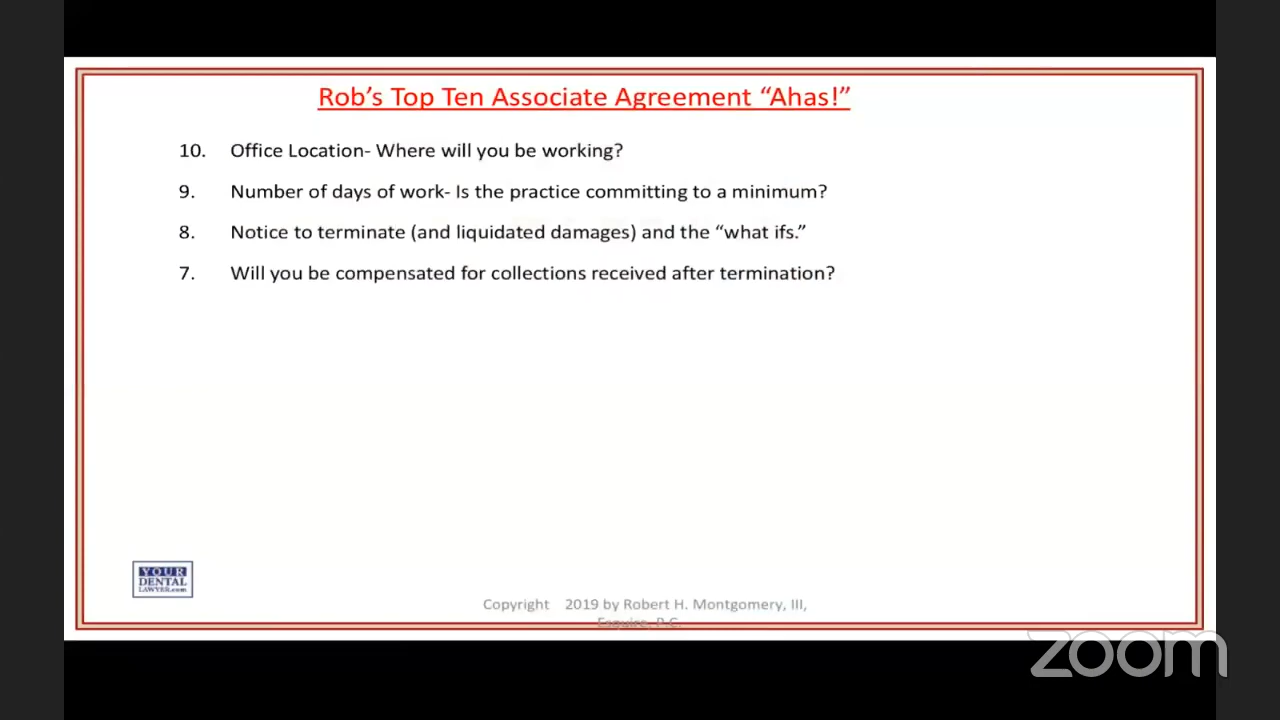 Rob's Top Ten Associate Agreement “Ahas!”
10. Office Location- Where will you be working?
9. Number of days of work- Is the practice committing to a minimum?
8. Notice to terminate (and liquidated damages) and the “what ifs.”
7. Will you be compensated for collections received after termination?
YOUR
DENTAL
LAWYER.com
Copyright 2019 by Robert H. Montgomery, III,
Esquire, P.C.
zoom